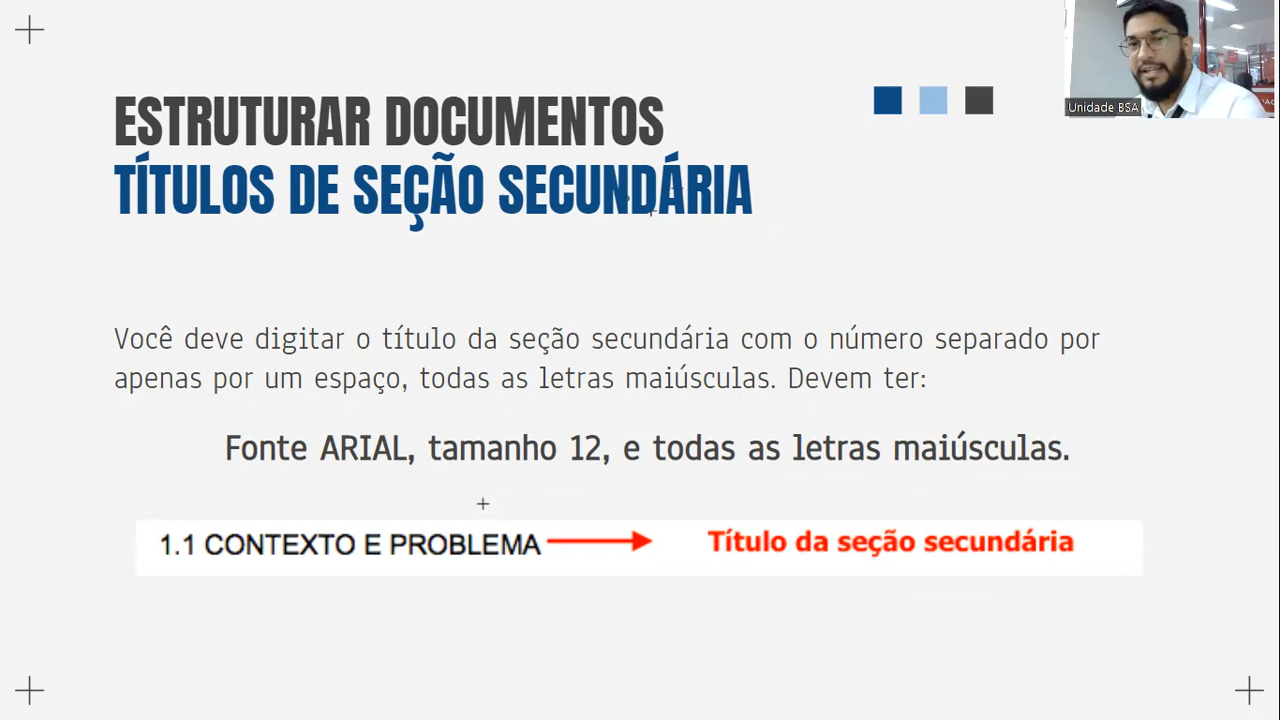 ESTRUTURAR DOCUMENTOS
TÍTULOS DE SEÇÃO SECUNDÁRIA
Unidade BSA
Você deve digitar o título da seção secundária com o número separado por
apenas por um espaço, todas as letras maiúsculas. Devem ter:
Fonte ARIAL, tamanho 12, e todas as letras maiúsculas.
1.1 CONTEXTO E PROBLEMA
Título da seção secundária